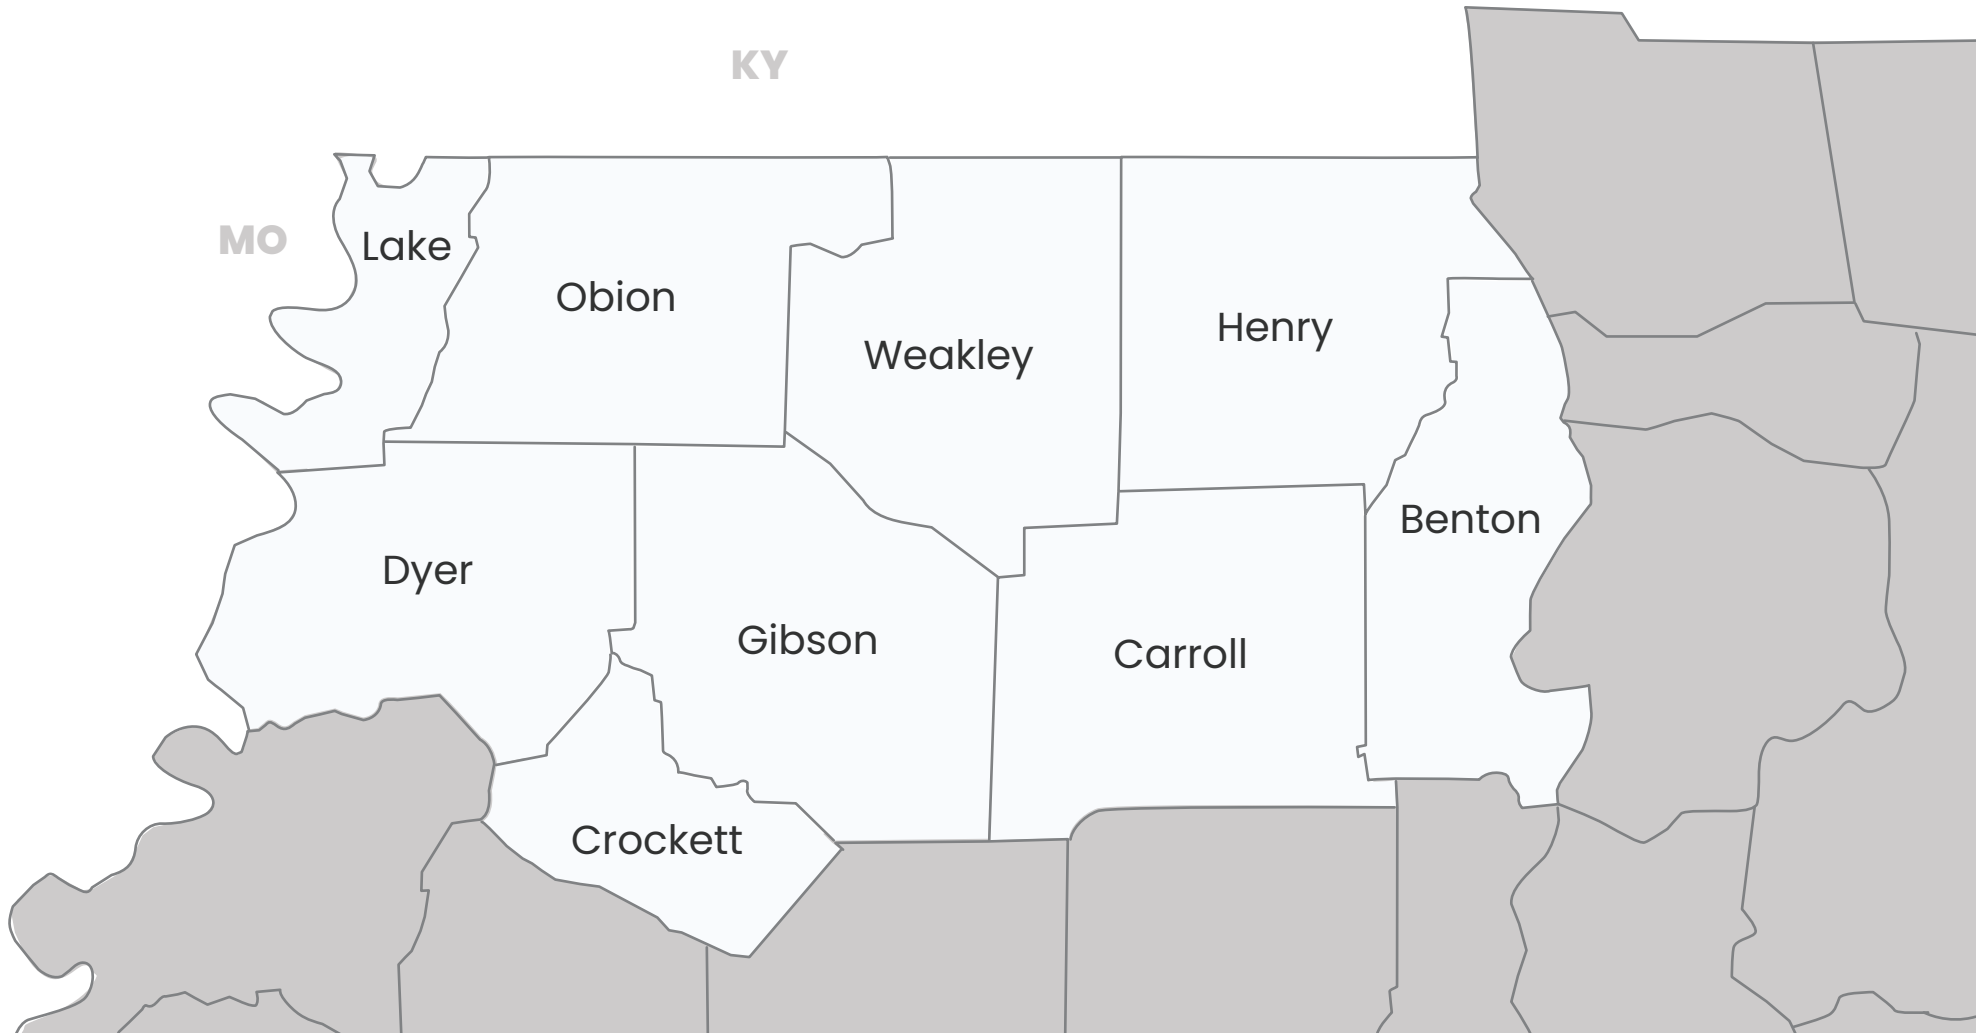 KY
MO
Lake
Obion
Weakley
Henry
Benton
Dyer
Gibson
Carroll
Crockett